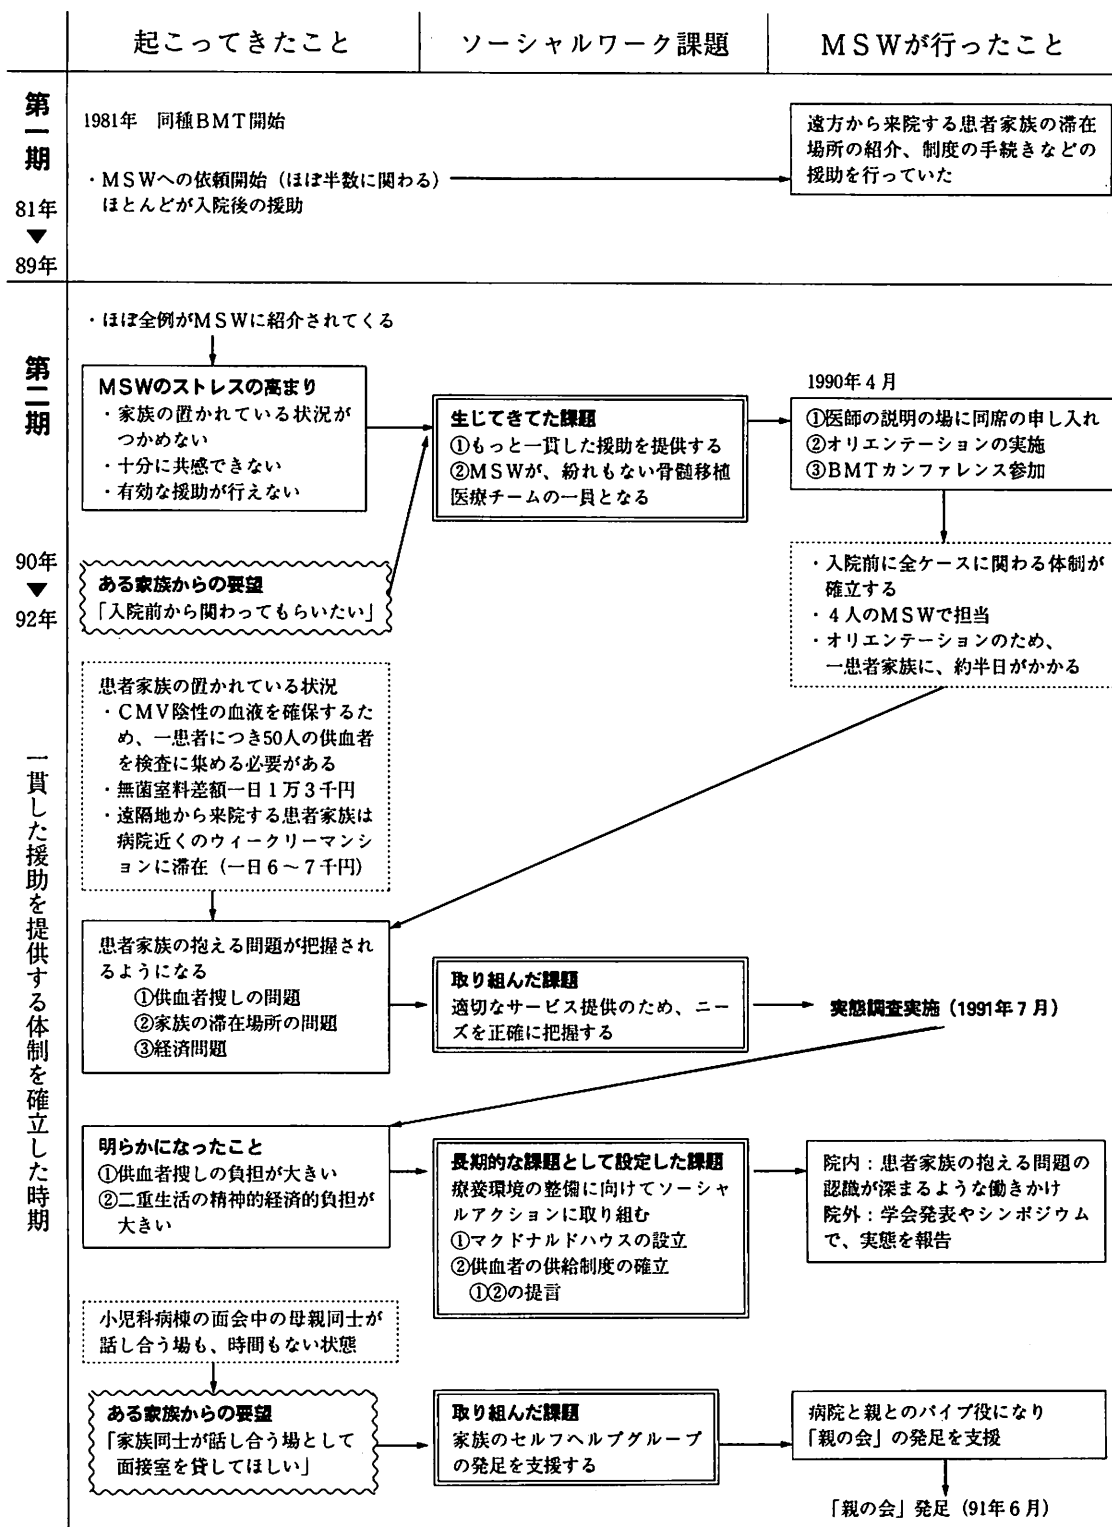 起こってきたこと
ソーシャルワーク課題
MSWが行ったこと
第一期
81年
▼
89年
1981年 同種BMT開始
・MSWへの依頼開始（ほぼ半数に関わる）
ほとんどが入院後の援助
遠方から来院する患者家族の滞在
場所の紹介、制度の手続きなどの
援助を行っていた
第二期
90年
▼
92年
一貫した援助を提供する体制を確立した時期
・ほぼ全例がMSWに紹介されてくる
MSWのストレスの高まり
・家族の置かれている状況が
つかめない
・十分に共感できない
・有効な援助が行えない
生じてきてた課題
①もっと一貫した援助を提供する
②MSWが、紛れもない骨髄移植
医療チームの一員となる
1990年4月
①医師の説明の場に同席の申し入れ
②オリエンテーションの実施
③BMTカンファレンス参加
ある家族からの要望
「入院前から関わってもらいたい」
・入院前に全ケースに関わる体制が
確立する
・4人のMSWで担当
・オリエンテーションのため、
一患者家族に、約半日がかかる
患者家族の置かれている状況
・CMV陰性の血液を確保するた
め、一患者につき50人の供血者
を検査に集める必要がある
・無菌室料差額一日1万3千円
・遠隔地から来院する患者家族は
病院近くのウィークリーマンシ
ョンに滞在（一日6～7千円）
患者家族の抱える問題が把握され
るようになる
①供血者捜しの問題
②家族の滞在場所の問題
③経済問題
取り組んだ課題
適切なサービス提供のため、ニー
ズを正確に把握する
実態調査実施（1991年7月）
明らかになったこと
①供血者捜しの負担が大きい
②二重生活の精神的経済的負担が
大きい
長期的な課題として設定した課題
療養環境の整備に向けてソーシャ
ルアクションに取り組む
①マクドナルドハウスの設立
②供血者の供給制度の確立
①②の提言
院内：患者家族の抱える問題の
認識が深まるような働きかけ
院外：学会発表やシンポジウム
で、実態を報告
小児科病棟の面会中の母親同士が
話し合う場も、時間もない状態
ある家族からの要望
「家族同士が話し合う場として
面接室を貸してほしい」
取り組んだ課題
家族のセルフヘルプグループ
の発足を支援する
病院と親とのパイプ役になり
「親の会」の発足を支援
「親の会」発足（91年6月）